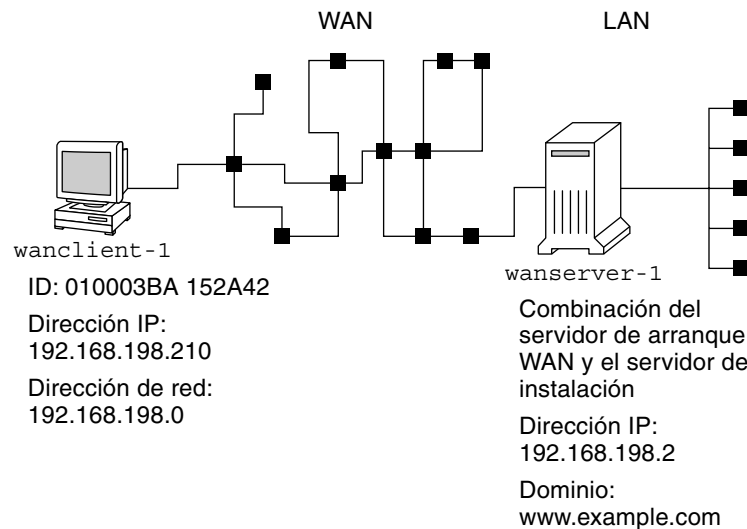 WAN
LAN
wanclient-1
ID: 010003BA 152A42
Dirección IP:
192.168.198.210
Dirección de red:
192.168.198.0
wanserver-1
Combinación del
servidor de arranque
WAN y el servidor de
instalación
Dirección IP:
192.168.198.2
Dominio:
www.example.com